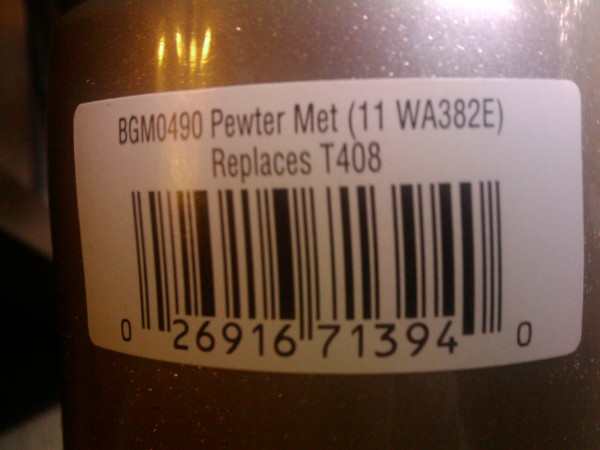 BGM0490 Pewter Met (11 WA382E)
Replaces T408
0 26916 71394 0